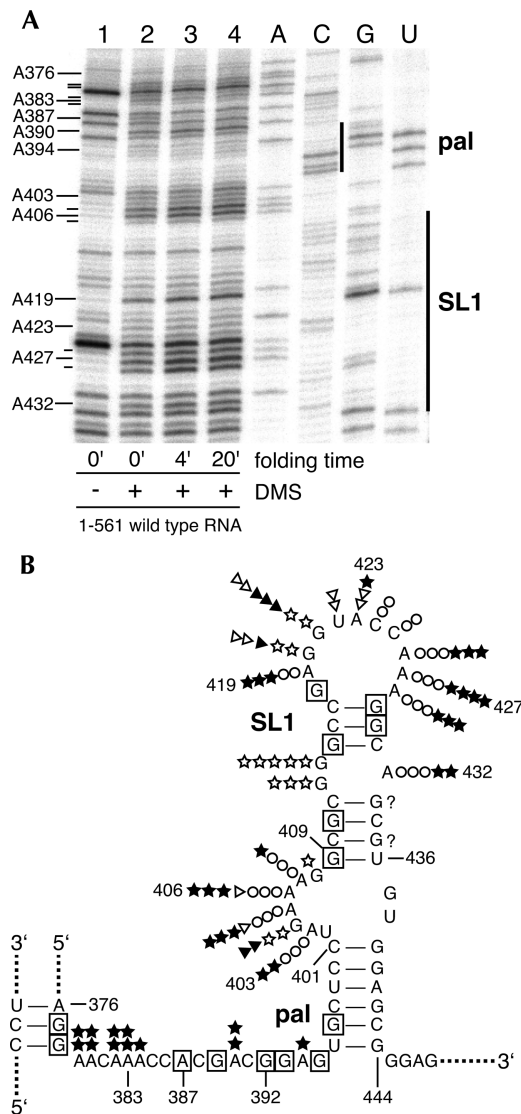 A
1 2 3 4 A C G U
A376
A383
A387
A390
A394
A403
A406
A419
A423
A427
A432
pal
SL1
0' 0' 4' 20' folding time
- + + + DMS
1-561 wild type RNA
B
423
U A C
G C
G A
419 A A 427
G G A
SL1 C G
C G
G C
G A 432
G
C G ?
G C
409 C G ?
G U 436
G
A
A
406 A G
A U
G
403 A U C G
401 C G
pal U A
C G
G C
U G GGAG 3'
444
3' 5'
U A 376
C G
C G AACAAACCACGACGGAG
5' 383 387 392